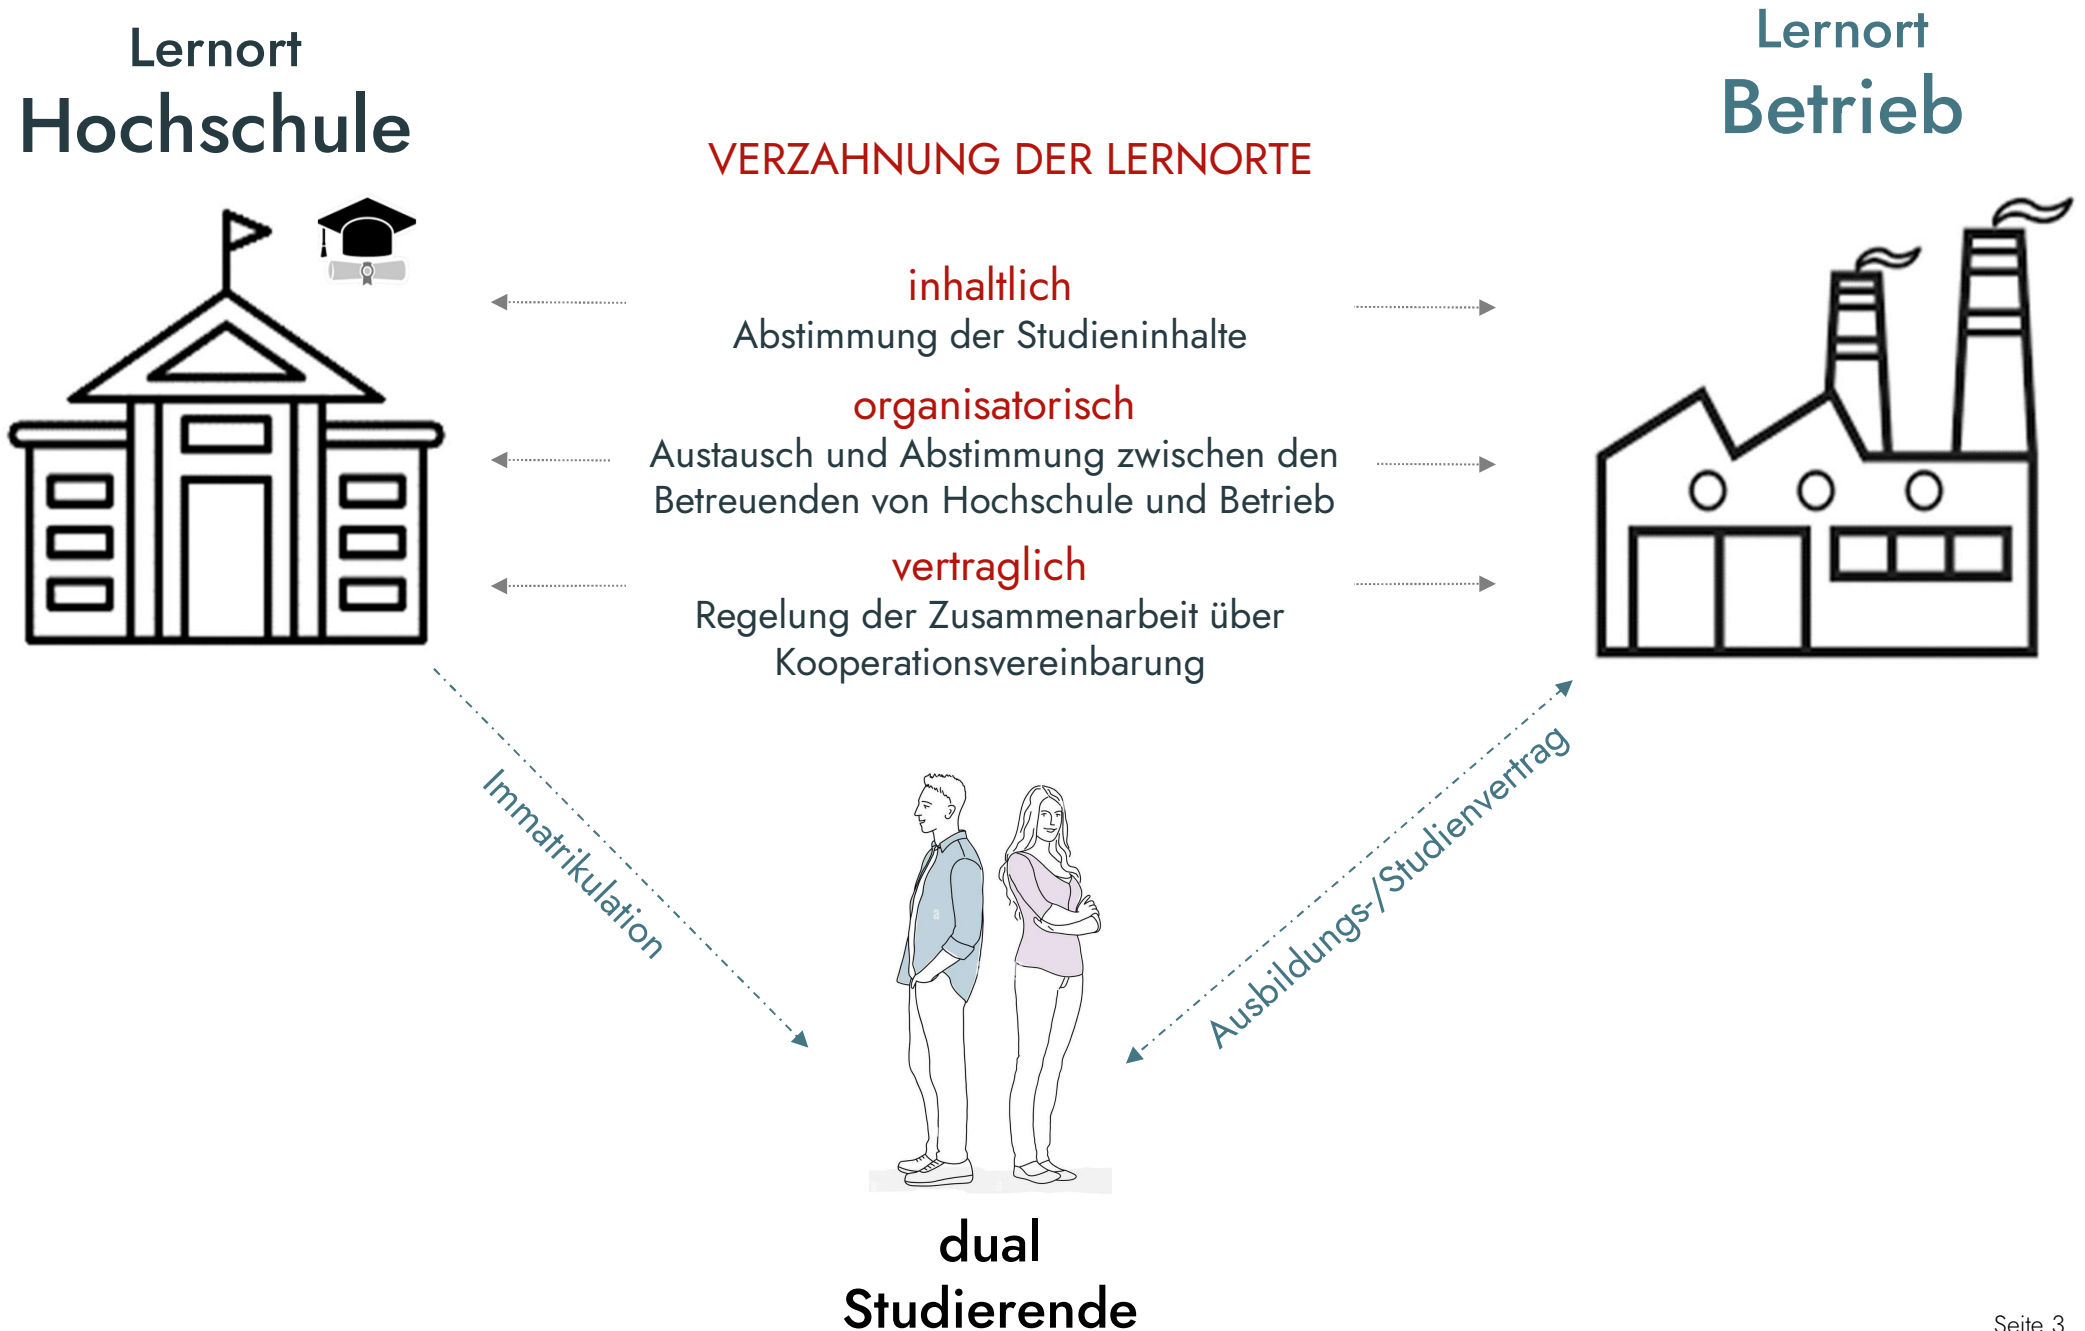 Lernort
Hochschule
Lernort
Betrieb
VERZAHNUNG DER LERNORTE
inhaltlich
Abstimmung der Studieninhalte
organisatorisch
Austausch und Abstimmung zwischen den
Betreuenden von Hochschule und Betrieb
vertraglich
Regelung der Zusammenarbeit über
Kooperationsvereinbarung
Immatrikulation
Ausbildungs-/Studienvertrag
dual
Studierende
Seite 3